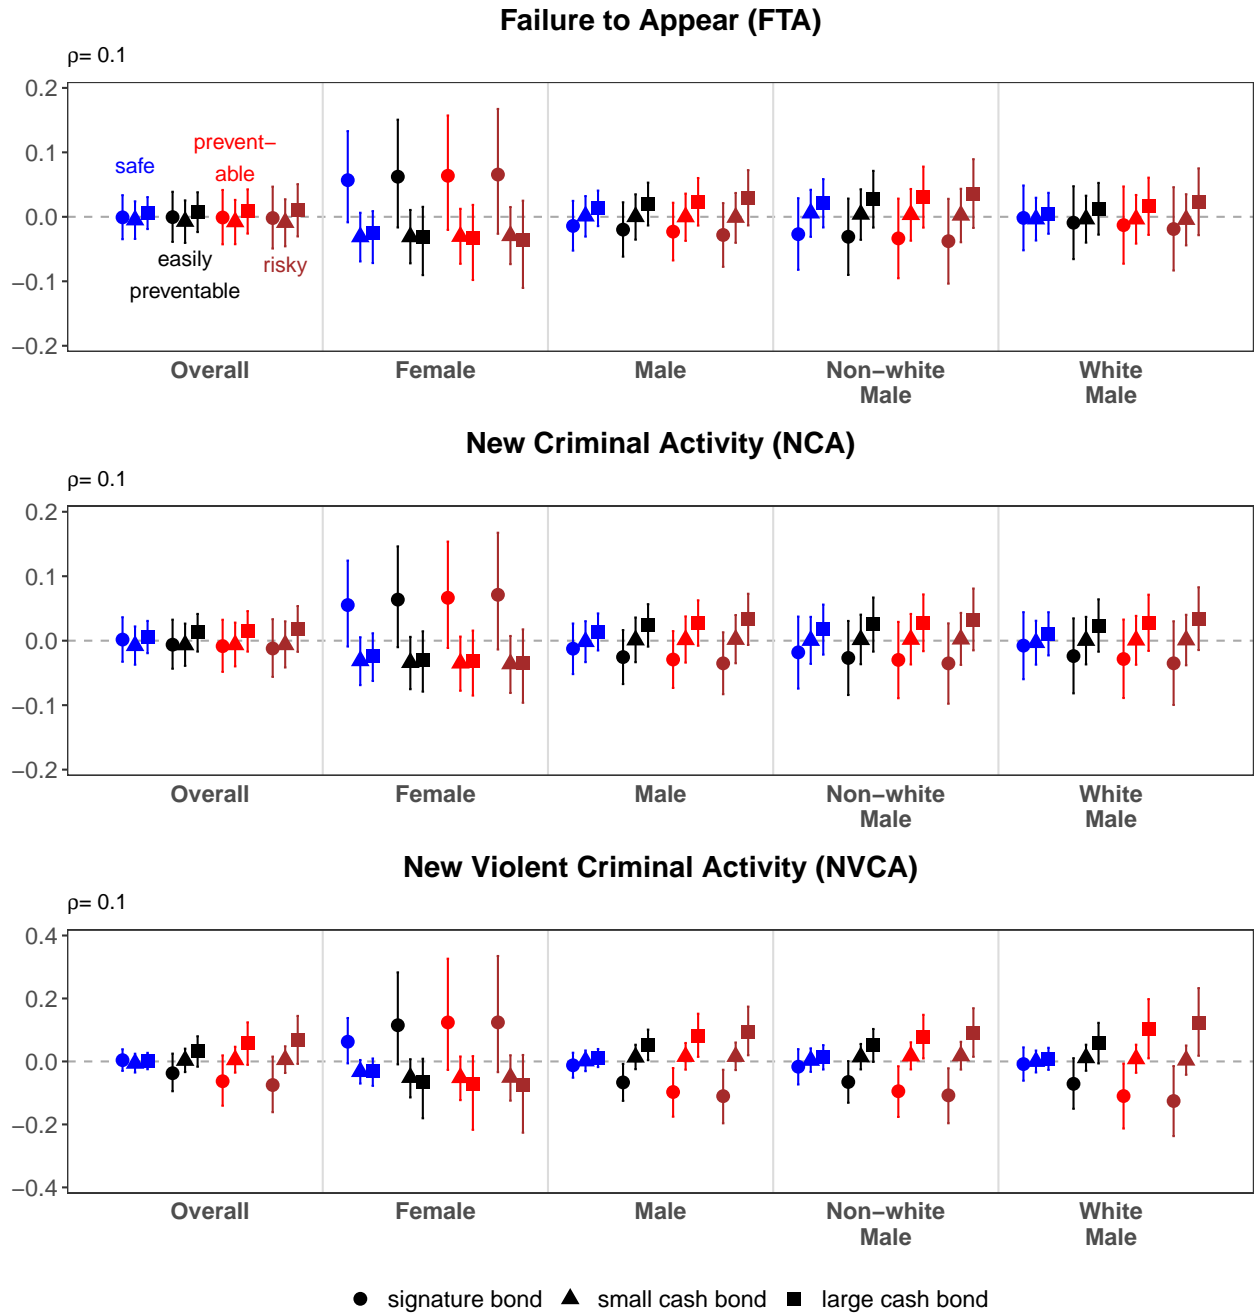 Failure to Appear (FTA)
ρ= 0.1
0.2
0.1
0.0
−0.1
−0.2
safe
prevent−
able
easily
preventable
risky
Overall Female Male Non−white White
Male Male
New Criminal Activity (NCA)
ρ= 0.1
0.2
0.1
0.0
−0.1
−0.2
Overall Female Male Non−white White
Male Male
New Violent Criminal Activity (NVCA)
ρ= 0.1
0.4
0.2
0.0
−0.2
−0.4
Overall Female Male Non−white White
Male Male
signature bond small cash bond large cash bond